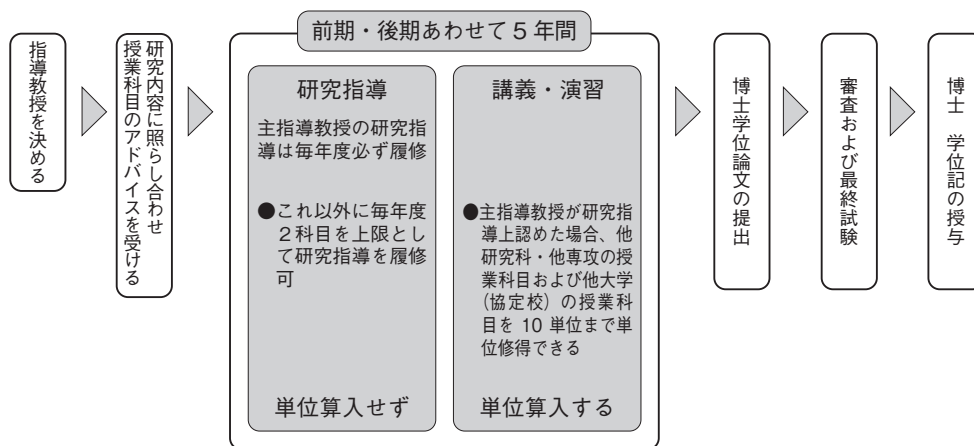 指導教授を決める
研究内容に照らし合わせ
授業科目のアドバイスを受ける
前期・後期あわせて5年間
研究指導
主指導教授の研究指
導は毎年度必ず履修
●これ以外に毎年度
2科目を上限とし
て研究指導を履修
可
単位算入せず
講義・演習
●主指導教授が研究指
導上認めた場合、他
研究科・他専攻の授
業科目および他大学
(協定校)の授業科
目を 10 単位まで単
位修得できる
単位算入する
博士学位論文の提出
審査および最終試験
博士 学位記の授与